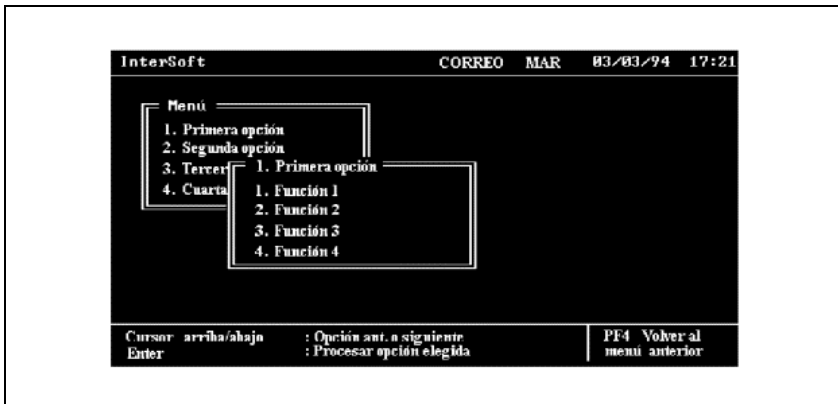 InterSoft CORREO MAR 03/03/94 17:21
Menú
1. Primera opción
2. Segunda opción
3. Tercer
4. Cuarta
1. Primera opción
1. Función 1
2. Función 2
3. Función 3
4. Función 4
Cursor arriba/abajo : Opción ant. o siguiente
Enter : Procesar opción elegida
PF4 Volver al
menú anterior